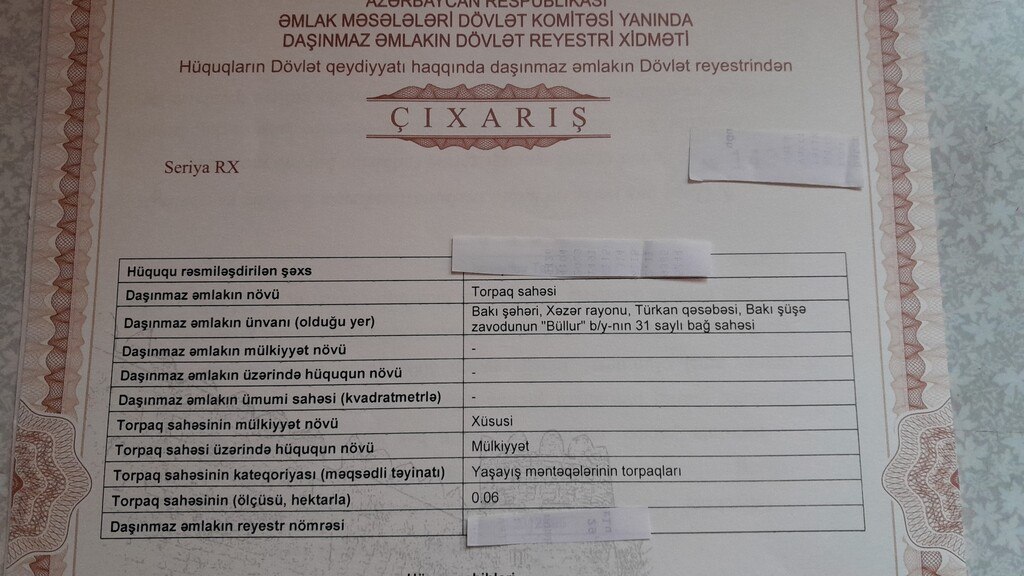 AZƏRBAYCAN RESPUBLİKASI
ƏMLAK MƏSƏLƏLƏRİ DÖVLƏT KOMİTƏSİ YANINDA
DAŞINMAZ ƏMLAKIN DÖVLƏT REYESTRİ XİDMƏTİ
Hüquqların Dövlət qeydiyyatı haqqında daşınmaz əmlakın Dövlət reyestrindən
ÇIXARIŞ
Seriya RX
Hüququ rəsmiləşdirilən şəxs
Daşınmaz əmlakın növü Torpaq sahəsi
Daşınmaz əmlakın ünvanı (olduğu yer) Bakı şəhəri, Xəzər rayonu, Türkan qəsəbəsi, Bakı şüşə
zavodunun "Büllur" b/y-nın 31 saylı bağ sahəsi
Daşınmaz əmlakın mülkiyyət növü -
Daşınmaz əmlakın üzərində hüququn növü -
Daşınmaz əmlakın ümumi sahəsi (kvadratmetrlə) -
Torpaq sahəsinin mülkiyyət növü Xüsusi
Torpaq sahəsi üzərində hüququn növü Mülkiyyət
Torpaq sahəsinin kateqoriyası (məqsədli təyinatı) Yaşayış məntəqələrinin torpaqları
Torpaq sahəsinin (ölçüsü, hektarla) 0.06
Daşınmaz əmlakın reyestr nömrəsi